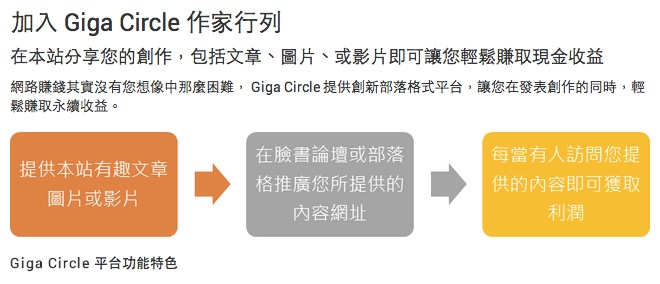 加入 Giga Circle 作家行列
在本站分享您的創作，包括文章、圖片、或影片即可讓您輕鬆賺取現金收益
網路賺錢其實沒有您想像中那麼困難， Giga Circle 提供創新部落格式平台，讓您在發表創作的同時，輕
鬆賺取永續收益。
提供本站有趣文章
圖片或影片
在臉書論壇或部落
格推廣您所提供的
內容網址
每當有人訪問您提
供的內容即可獲取
利潤
Giga Circle 平台功能特色